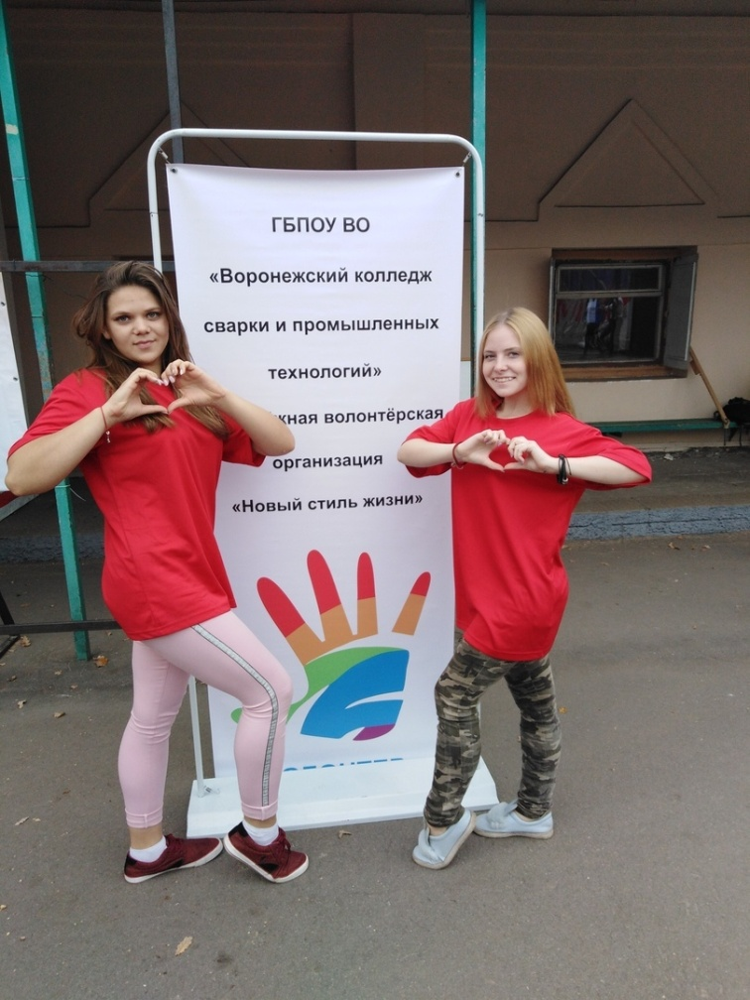 ГБПОУ ВО
«Воронежский колледж
сварки и промышленных
технологий»
волонтёрская
организация
«Новый стиль жизни»